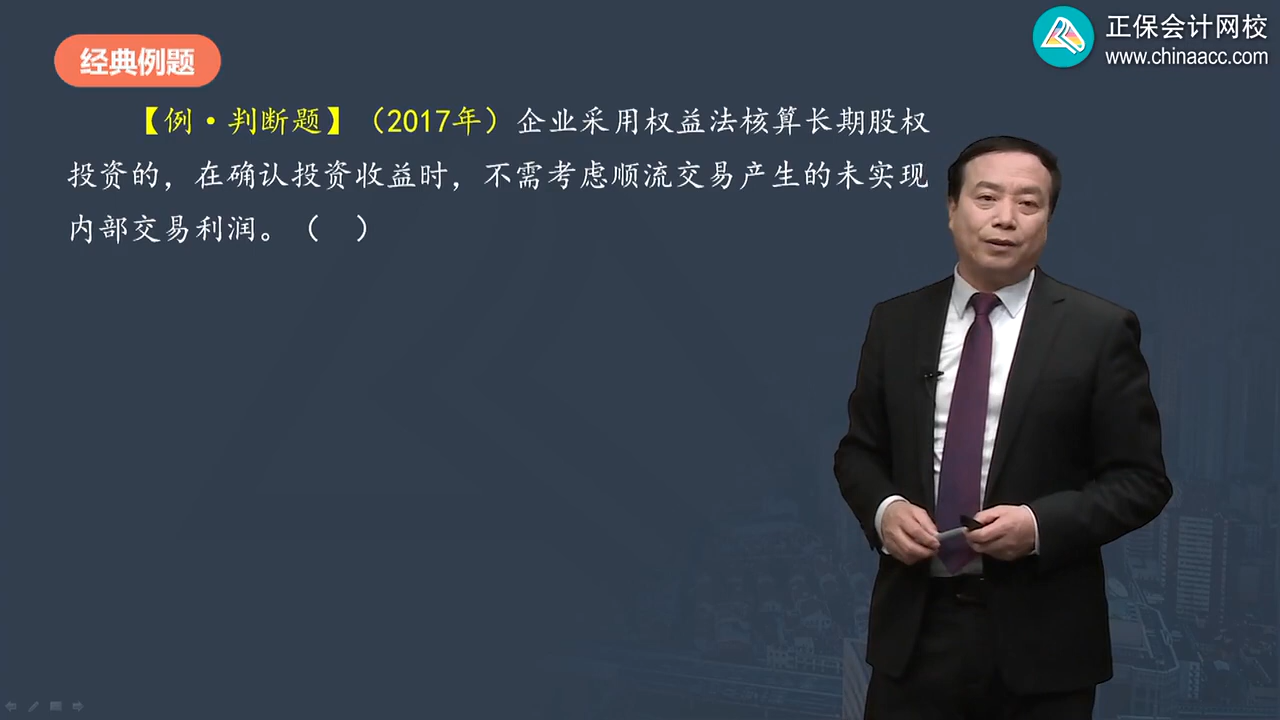 正保会计网校
www.chinaacc.com
经典例题
【例·判断题】（2017年）企业采用权益法核算长期股权
投资的，在确认投资收益时，不需考虑顺流交易产生的未实现
内部交易利润。（　）